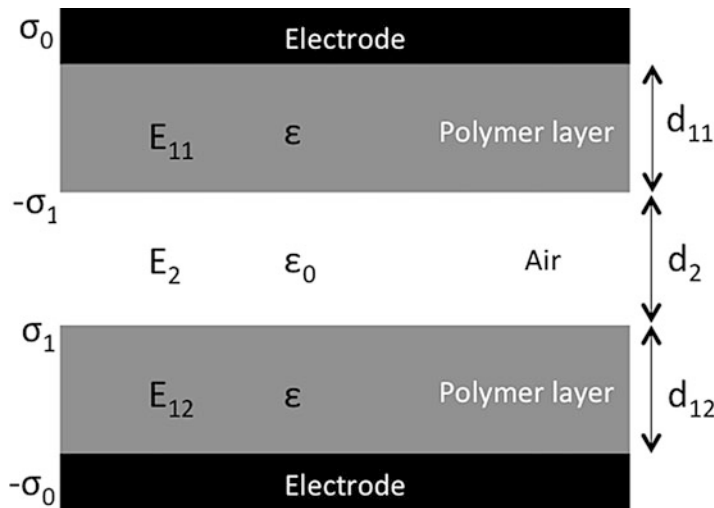 σ₀
Electrode
E₁₁ ε Polymer layer
d₁₁
-σ₁
E₂ ε₀ Air
d₂
σ₁
E₁₂ ε Polymer layer
d₁₂
-σ₀
Electrode